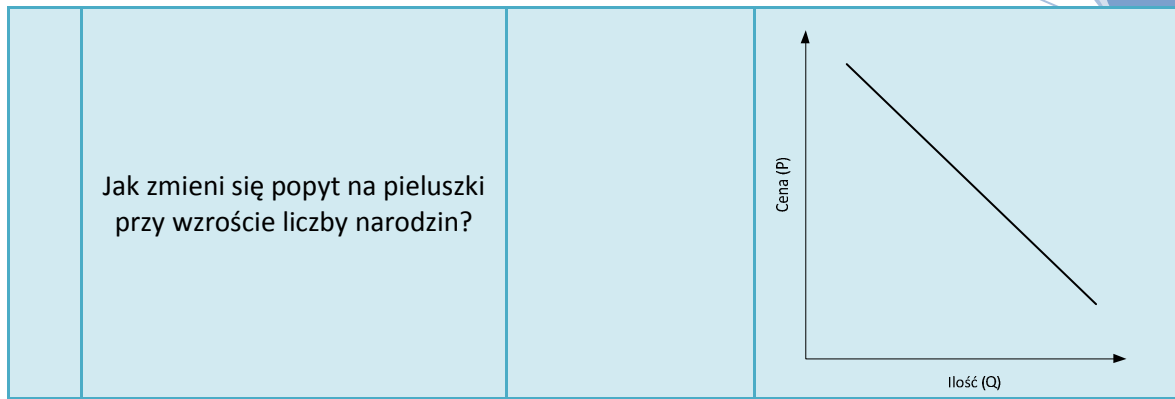 Jak zmieni się popyt na pieluszki
przy wzroście liczby narodzin?
Cena (P)
Ilość (Q)